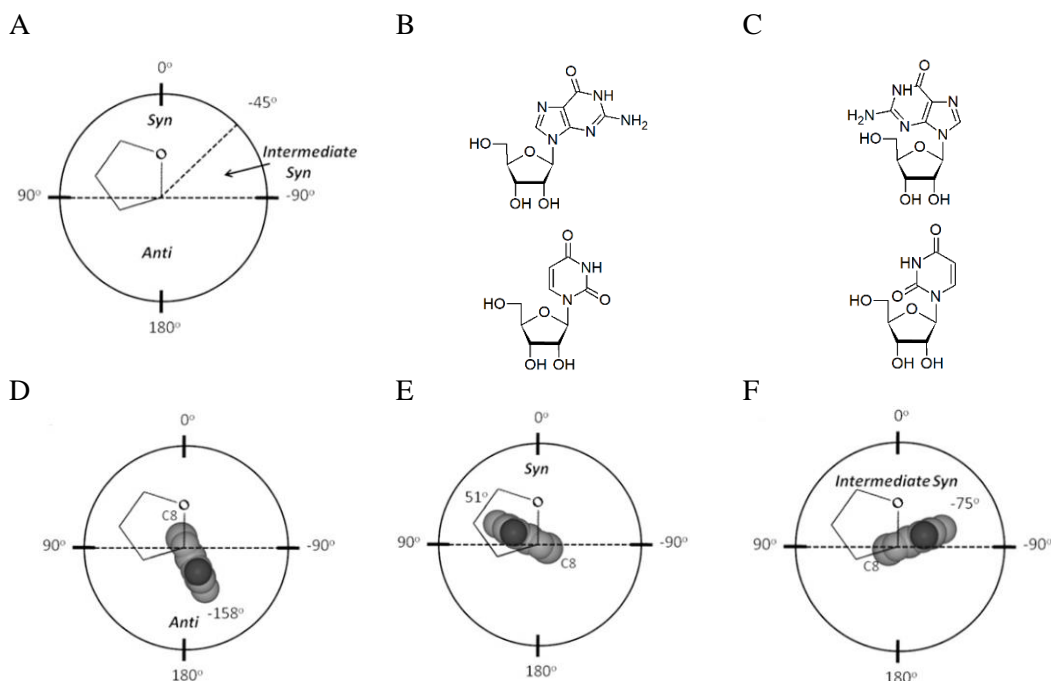 A
B
C
0°
-45°
Syn
Intermediate
Syn
O
90°
-90°
Anti
180°
O
N
NH
N
N
NH2
HO
O
OH OH
O
NH
N
O
HO
O
OH OH
O
HN
N
H2N
N
N
HO
O
OH OH
O
HN
O
N
HO
O
OH OH
D
E
F
0°
O
C8
90°
-90°
-158°
Anti
180°
0°
Syn
51°
O
90°
-90°
C8
180°
0°
Intermediate Syn
-75°
O
90°
-90°
C8
180°